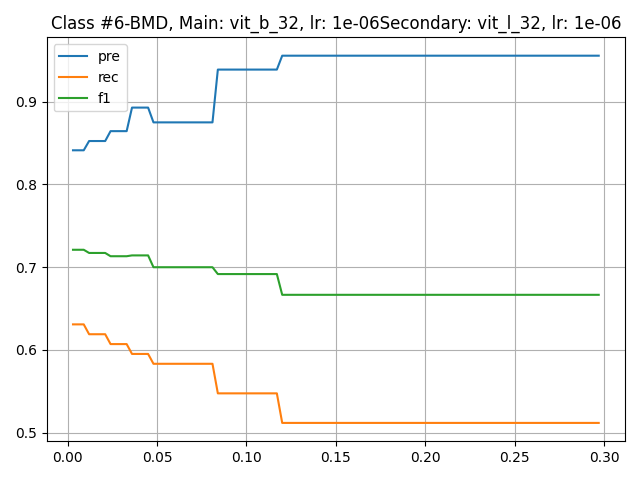 Class #6-BMD, Main: vit_b_32, lr: 1e-06Secondary: vit_l_32, lr: 1e-06
pre
rec
f1
0.9
0.8
0.7
0.6
0.5
0.00 0.05 0.10 0.15 0.20 0.25 0.30